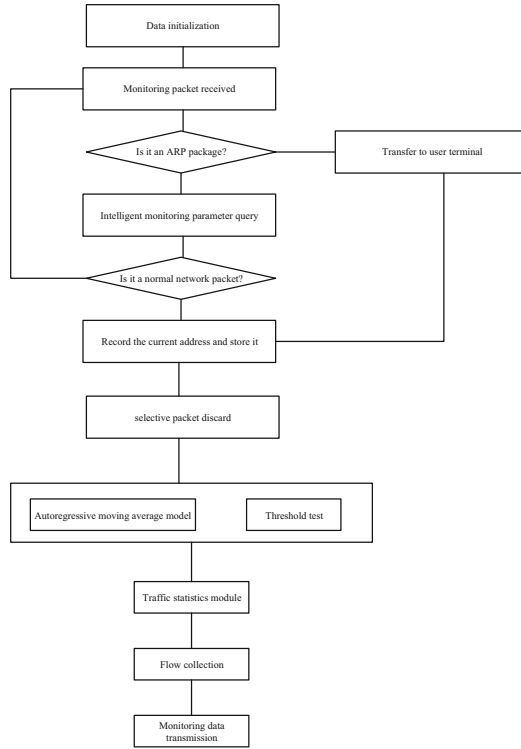 Data initialization
Monitoring packet received
Is it an ARP package?
Transfer to user terminal
Intelligent monitoring parameter query
Is it a normal network packet?
Record the current address and store it
selective packet discard
Autoregressive moving average model
Threshold test
Traffic statistics module
Flow collection
Monitoring data
transmission